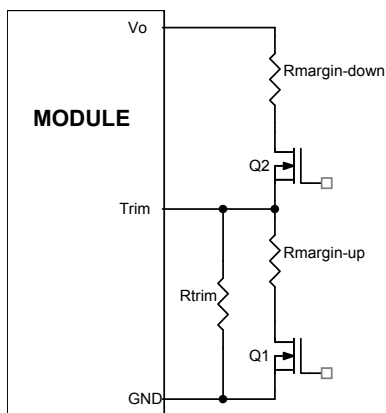 Vo
Rmargin-down
MODULE
Q2
Trim
Rmargin-up
Rtrim
Q1
GND